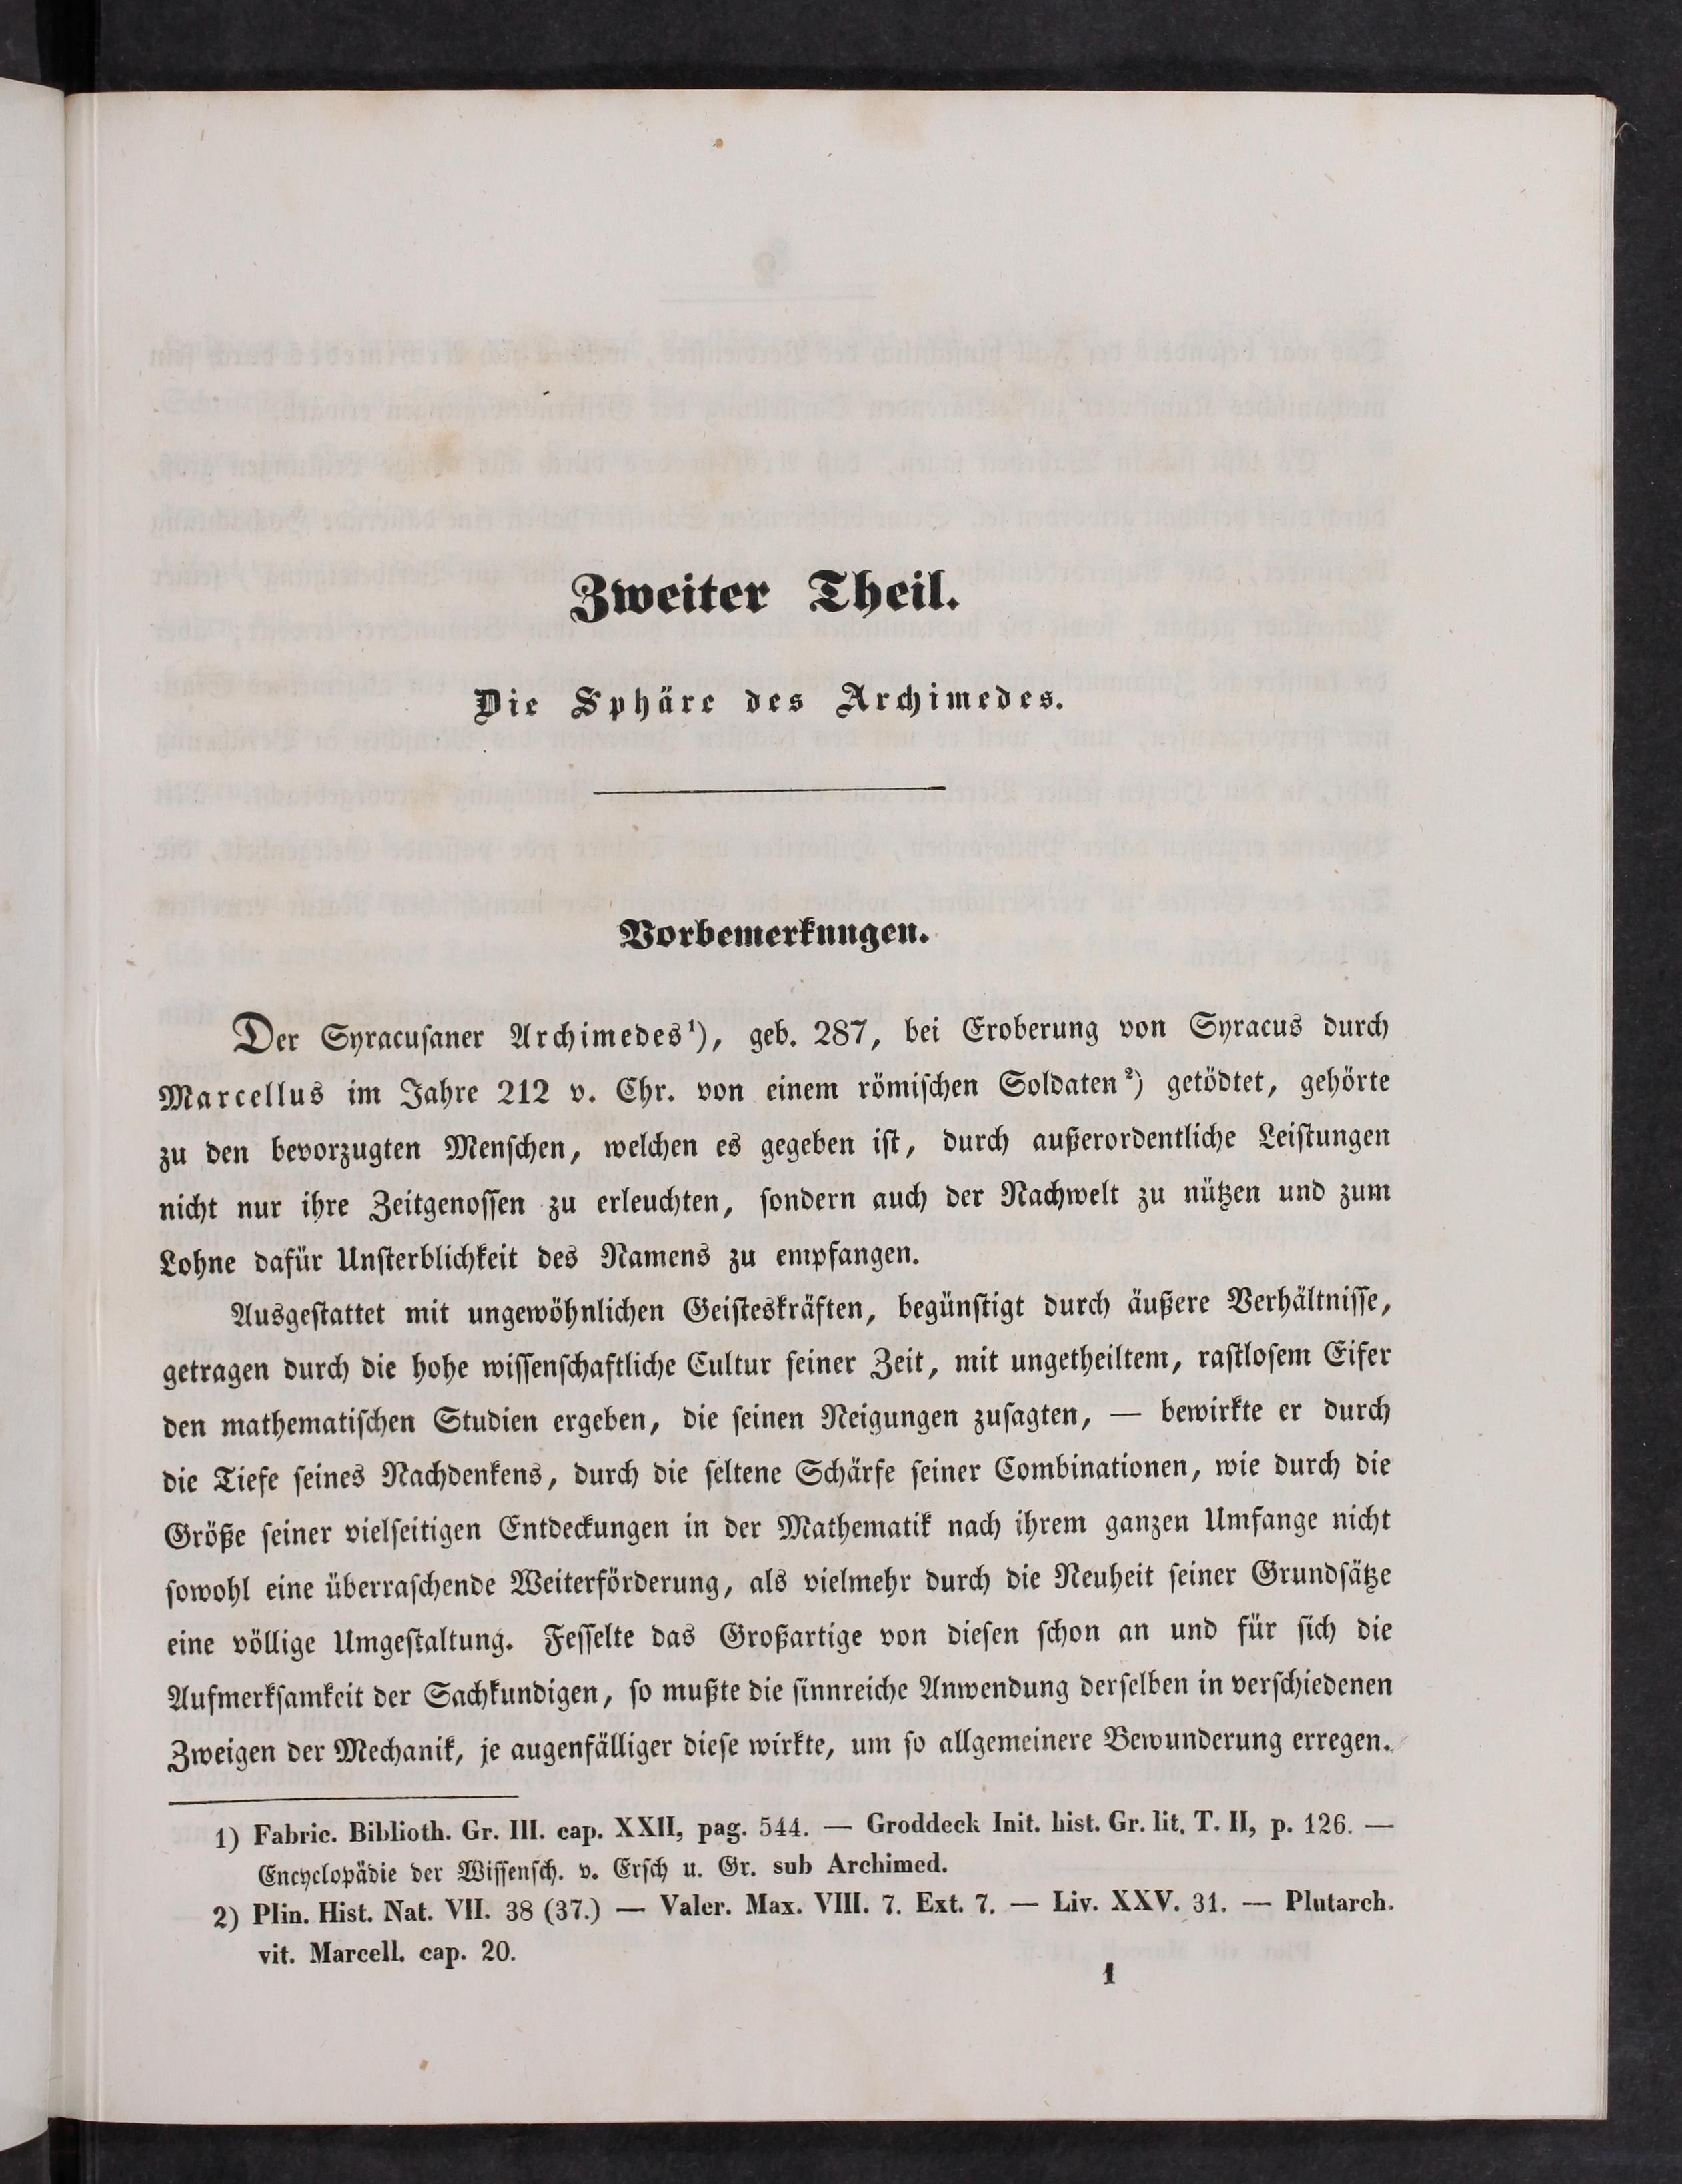 Zweiter Theil.
Die Sphäre des Archimedes.
Vorbemerkungen.
Der Syracusaner Archimedes¹), geb. 287, bei Eroberung von Syracus durch
Marcellus im Jahre 212 v. Chr. von einem römischen Soldaten²) getödtet, gehörte
zu den bevorzugten Menschen, welchen es gegeben ist, durch außerordentliche Leistungen
nicht nur ihre Zeitgenossen zu erleuchten, sondern auch der Nachwelt zu nützen und zum
Lohne dafür Unsterblichkeit des Namens zu empfangen.
Ausgestattet mit ungewöhnlichen Geisteskräften, begünstigt durch äußere Verhältnisse,
getragen durch die hohe wissenschaftliche Cultur seiner Zeit, mit ungetheiltem, rastlosem Eifer
den mathematischen Studien ergeben, die seinen Neigungen zusagten, — bewirkte er durch
die Tiefe seines Nachdenkens, durch die seltene Schärfe seiner Combinationen, wie durch die
Größe seiner vielseitigen Entdeckungen in der Mathematik nach ihrem ganzen Umfange nicht
sowohl eine überraschende Weiterförderung, als vielmehr durch die Neuheit seiner Grundsätze
eine völlige Umgestaltung. Fesselte das Großartige von diesen schon an und für sich die
Aufmerksamkeit der Sachkundigen, so mußte die sinnreiche Anwendung derselben in verschiedenen
Zweigen der Mechanik, je augenfälliger diese wirkte, um so allgemeinere Bewunderung erregen.
1) Fabric. Biblioth. Gr. III. cap. XXII, pag. 544. — Groddeck Init. hist. Gr. lit. T. II, p. 126. —
Encyclopädie der Wissensch. v. Ersch u. Gr. sub Archimed.
2) Plin. Hist. Nat. VII. 38 (37.) — Valer. Max. VIII. 7. Ext. 7. — Liv. XXV. 31. — Plutarch.
vit. Marcell. cap. 20.
1